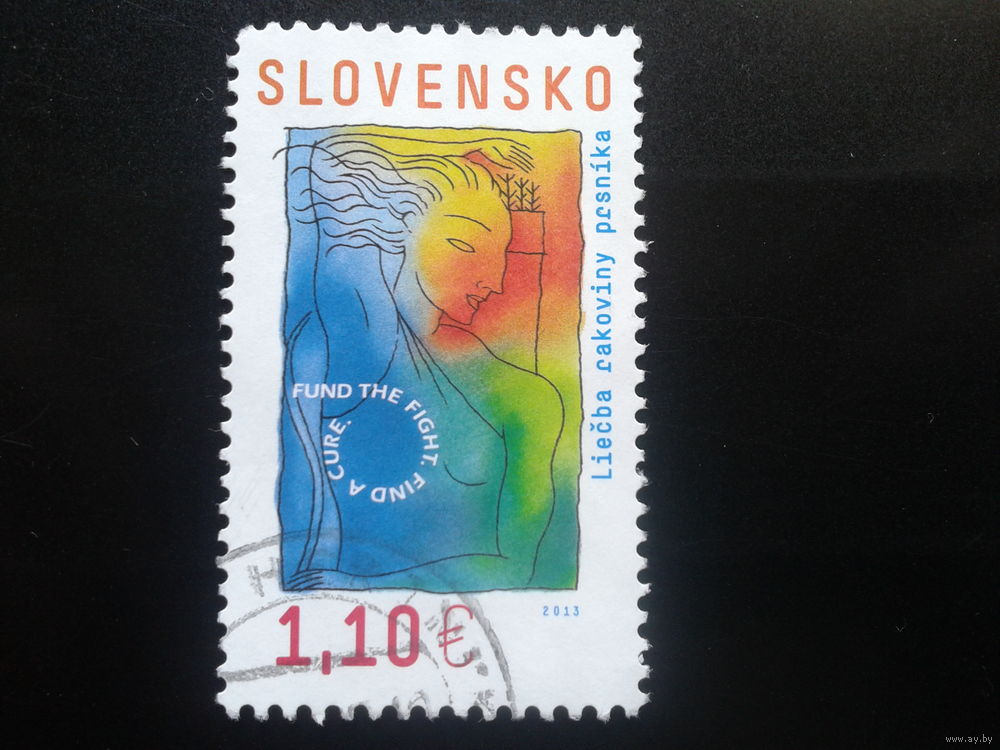 SLOVENSKO
Liečba rakoviny prsníka
FUND THE FIGHT. FIND A CURE.
1,10 €
2013
www.ay.by